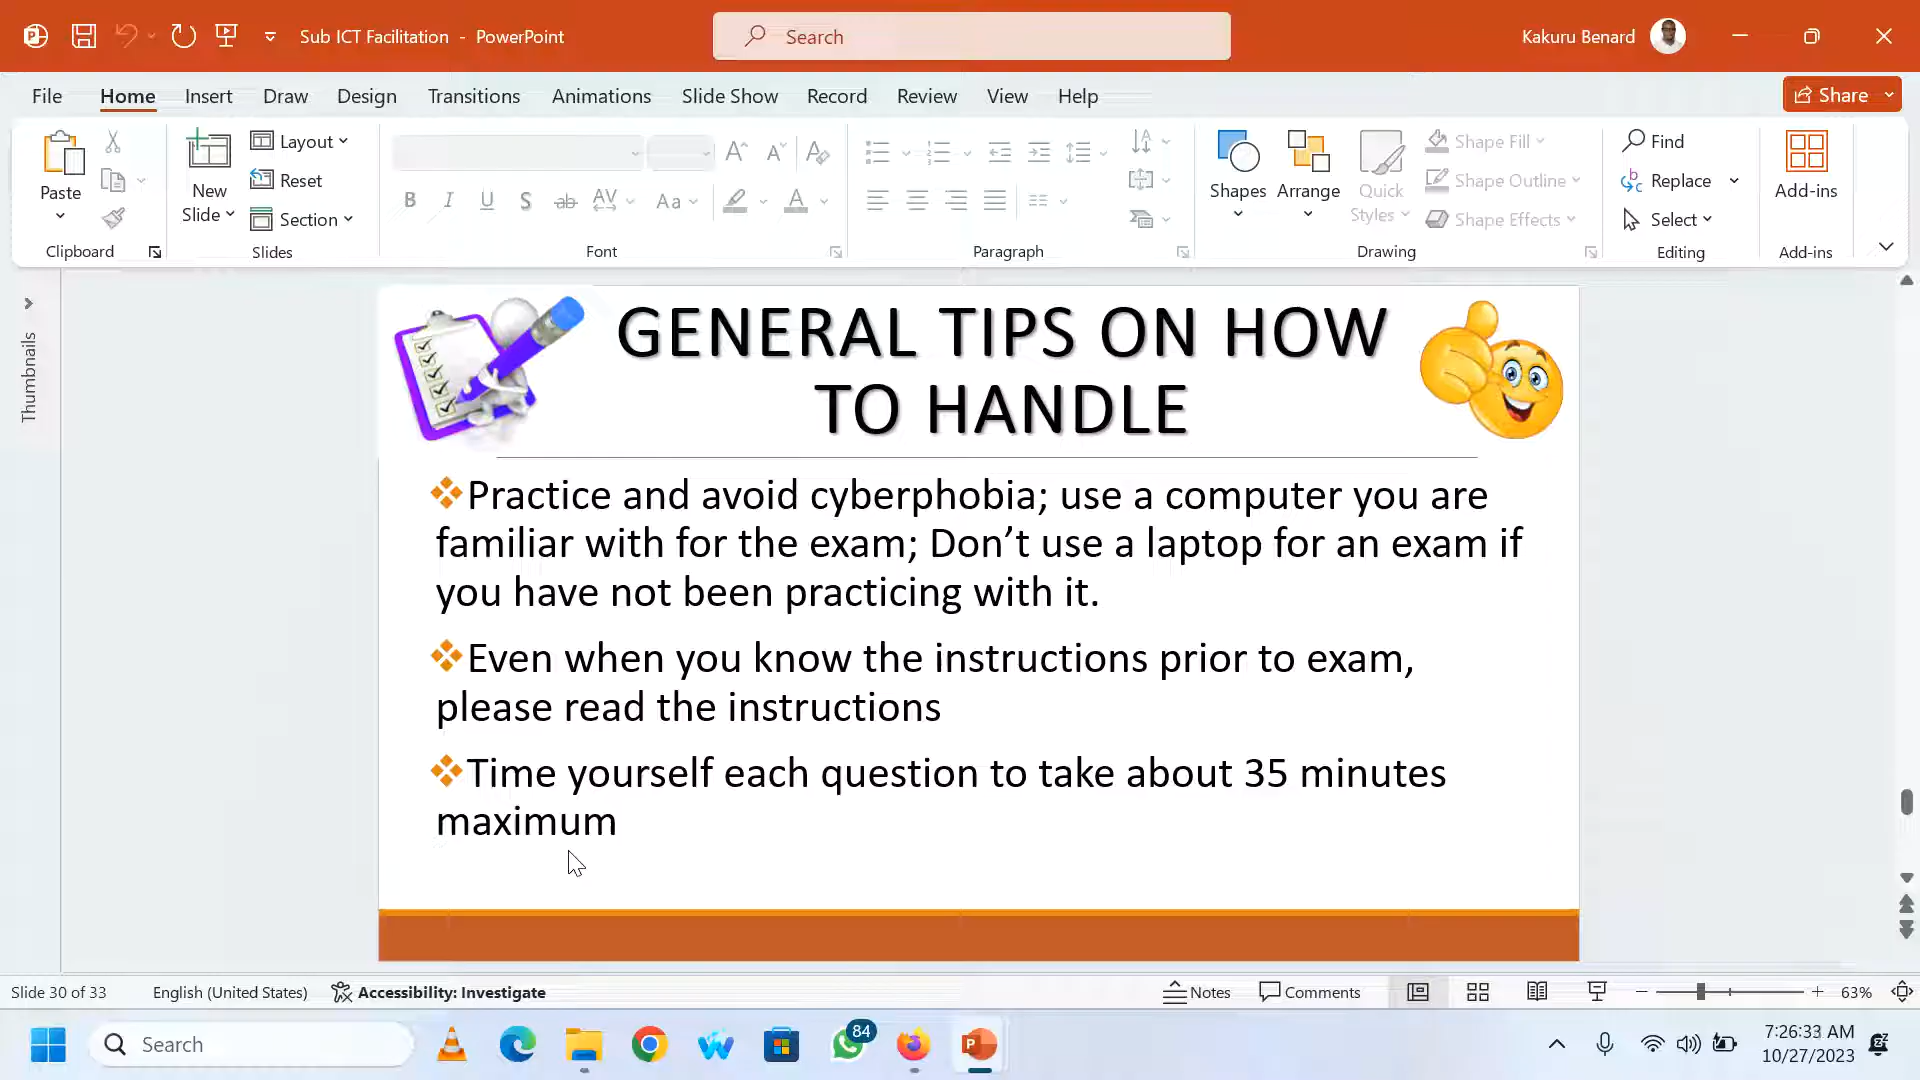 Sub ICT Facilitation - PowerPoint
Search
Kakuru Benard
File Home Insert Draw Design Transitions Animations Slide Show Record Review View Help
Share
Paste
Clipboard
New
Slide
Layout
Reset
Section
Slides
B I U S ab AV Aa A
Font
Paragraph
Shapes
Arrange
Quick
Styles
Shape Fill
Shape Outline
Shape Effects
Drawing
Find
Replace
Select
Editing
Add-ins
Add-ins
Thumbnails
GENERAL TIPS ON HOW
TO HANDLE
Practice and avoid cyberphobia; use a computer you are
familiar with for the exam; Don’t use a laptop for an exam if
you have not been practicing with it.
Even when you know the instructions prior to exam,
please read the instructions
Time yourself each question to take about 35 minutes
maximum
Slide 30 of 33
English (United States)
Accessibility: Investigate
Notes
Comments
63%
Search
84
7:26:33 AM
10/27/2023